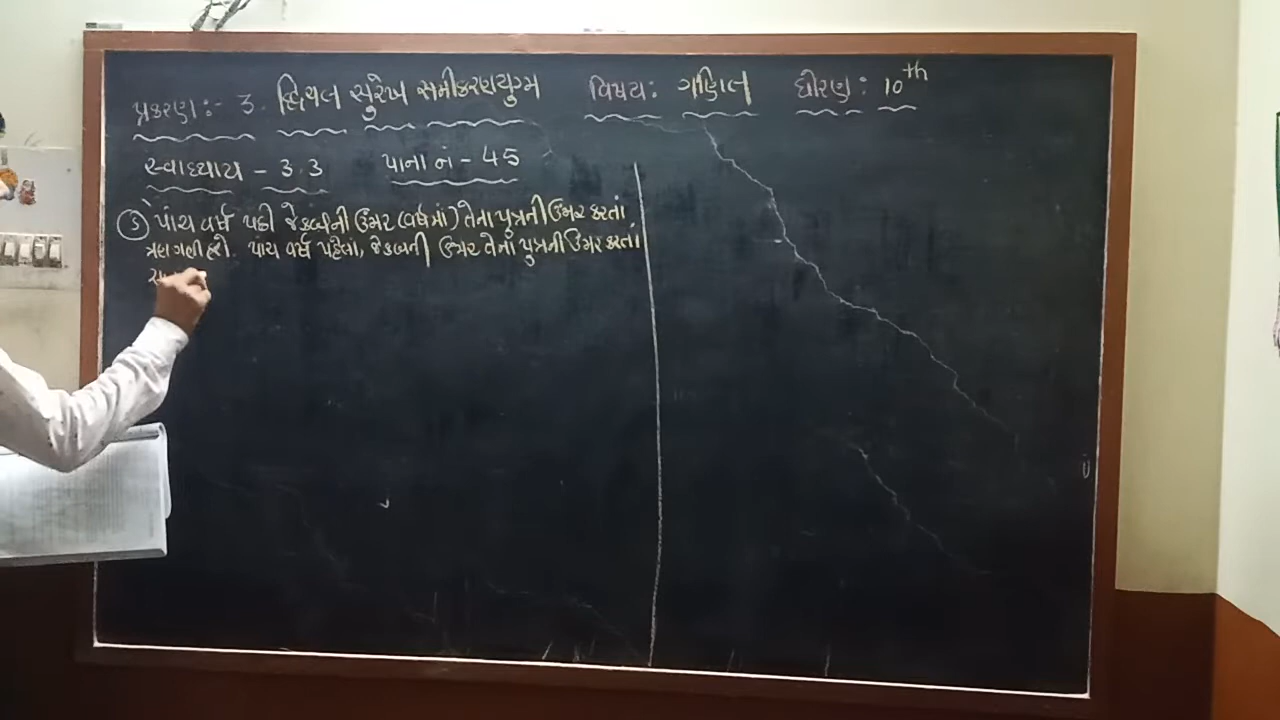 પ્રકરણ:- 3. દ્વિચલ સુરેખ સમીકરણયુગ્મ વિષય: ગણિત ધોરણ: 10th
સ્વાધ્યાય - 3.3 પાના નં - 45
પાંચ વર્ષ પછી જેકબની ઉંમર (વર્ષમાં) તેના પુત્રની ઉંમર કરતાં
ત્રણ ગણી હશે. પાંચ વર્ષ પહેલાં, જેકબની ઉંમર તેના પુત્રની ઉંમર કરતાં